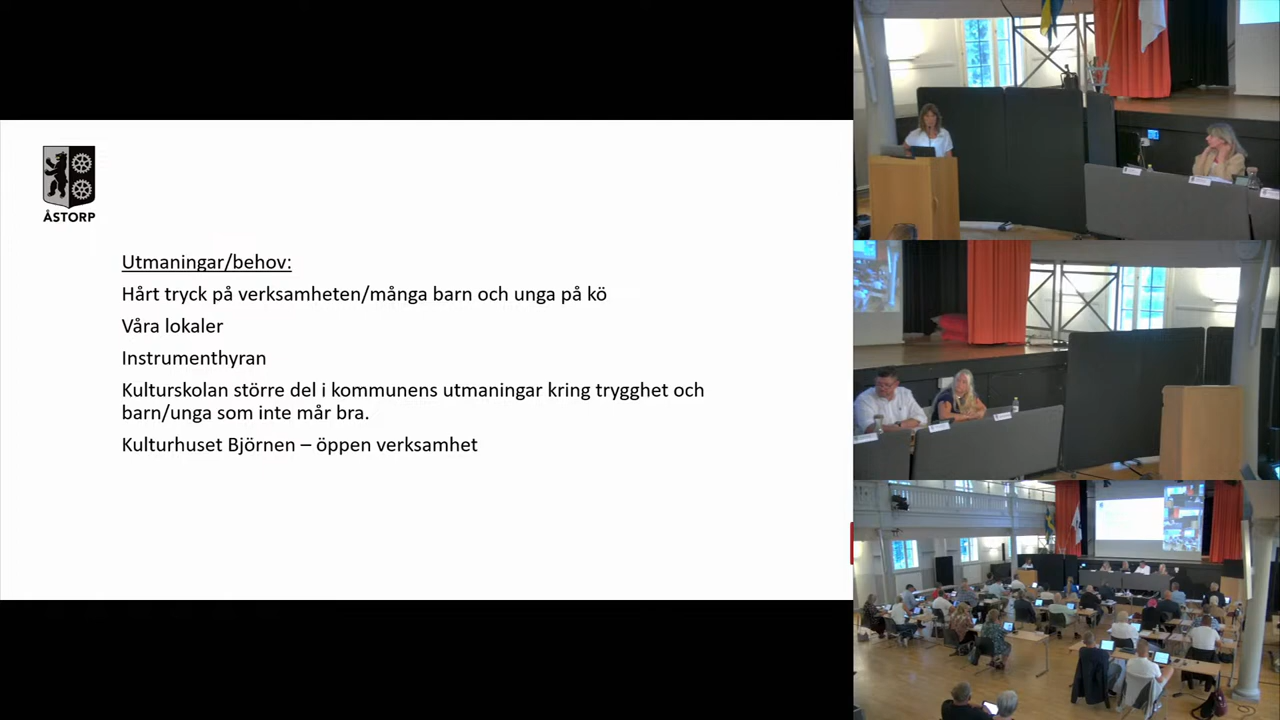 ÅSTORP
Utmaningar/behov:
Hårt tryck på verksamheten/många barn och unga på kö
Våra lokaler
Instrumenthyran
Kulturskolan större del i kommunens utmaningar kring trygghet och
barn/unga som inte mår bra.
Kulturhuset Björnen – öppen verksamhet